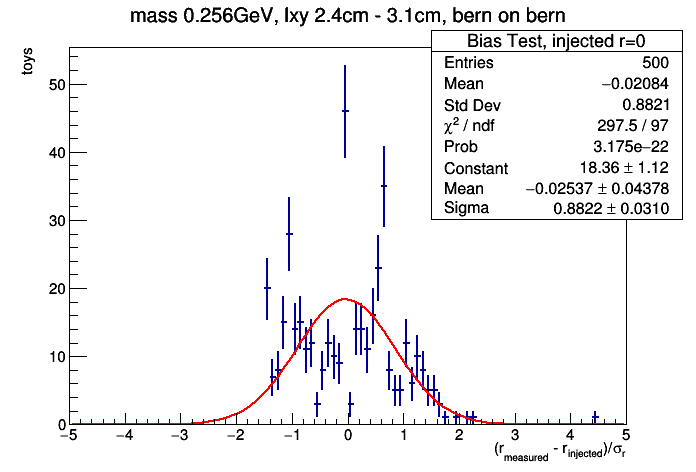 mass 0.256GeV, lxy 2.4cm - 3.1cm, bern on bern
Bias Test, injected r=0
Entries 500
Mean −0.02084
Std Dev 0.8821
χ² / ndf 297.5 / 97
Prob 3.175e−22
Constant 18.36 ± 1.12
Mean −0.02537 ± 0.04378
Sigma 0.8822 ± 0.0310
toys
50
40
30
20
10
0
−5 −4 −3 −2 −1 0 1 2 3 4 5
(r_measured - r_injected)/σ_r